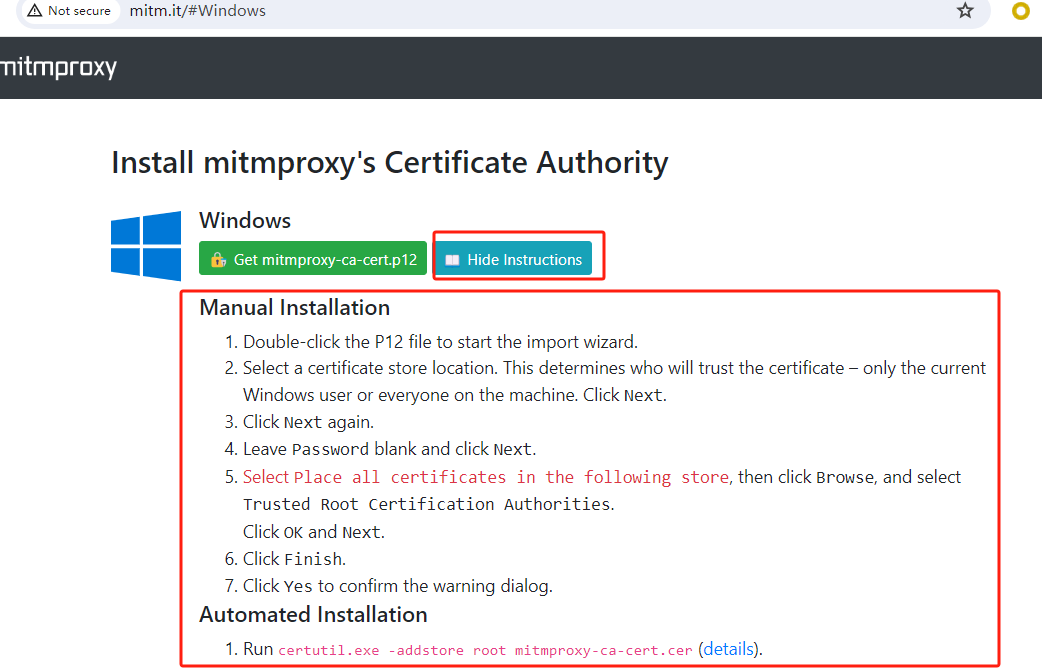 Not secure mitm.it/#Windows
mitmproxy
Install mitmproxy's Certificate Authority
Windows
Get mitmproxy-ca-cert.p12 Hide Instructions
Manual Installation
1. Double-click the P12 file to start the import wizard.
2. Select a certificate store location. This determines who will trust the certificate – only the current
Windows user or everyone on the machine. Click Next.
3. Click Next again.
4. Leave Password blank and click Next.
5. Select Place all certificates in the following store, then click Browse, and select
Trusted Root Certification Authorities.
Click OK and Next.
6. Click Finish.
7. Click Yes to confirm the warning dialog.
Automated Installation
1. Run certutil.exe -addstore root mitmproxy-ca-cert.cer (details).